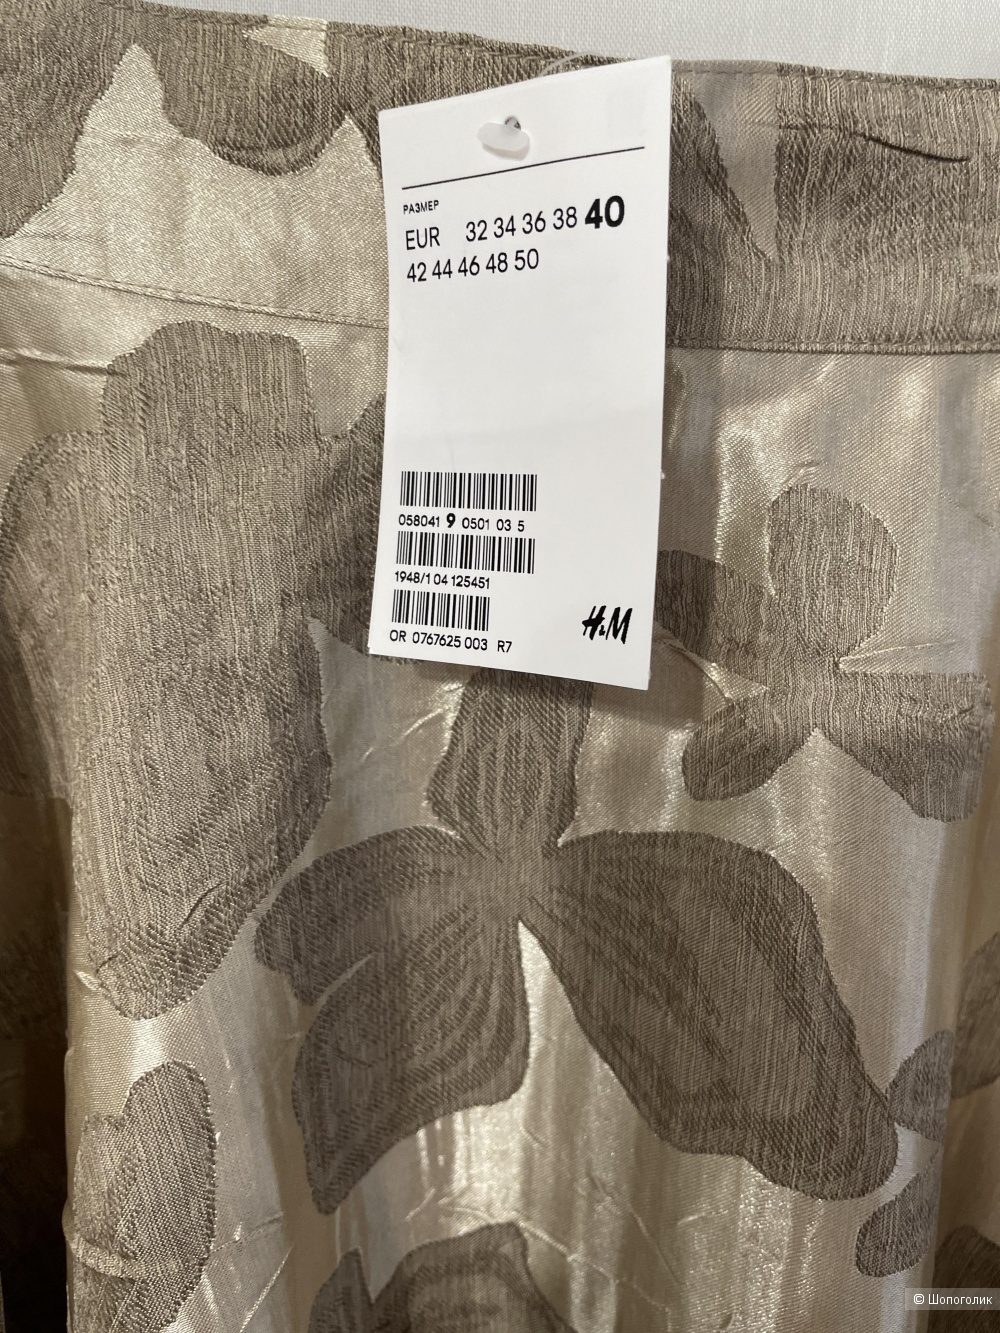 РАЗМЕР
EUR 32 34 36 38 40
42 44 46 48 50
058041 9 0501 03 5
1948/1 04 125451
OR 0767625 003 R7
H&M
© Шопоголик